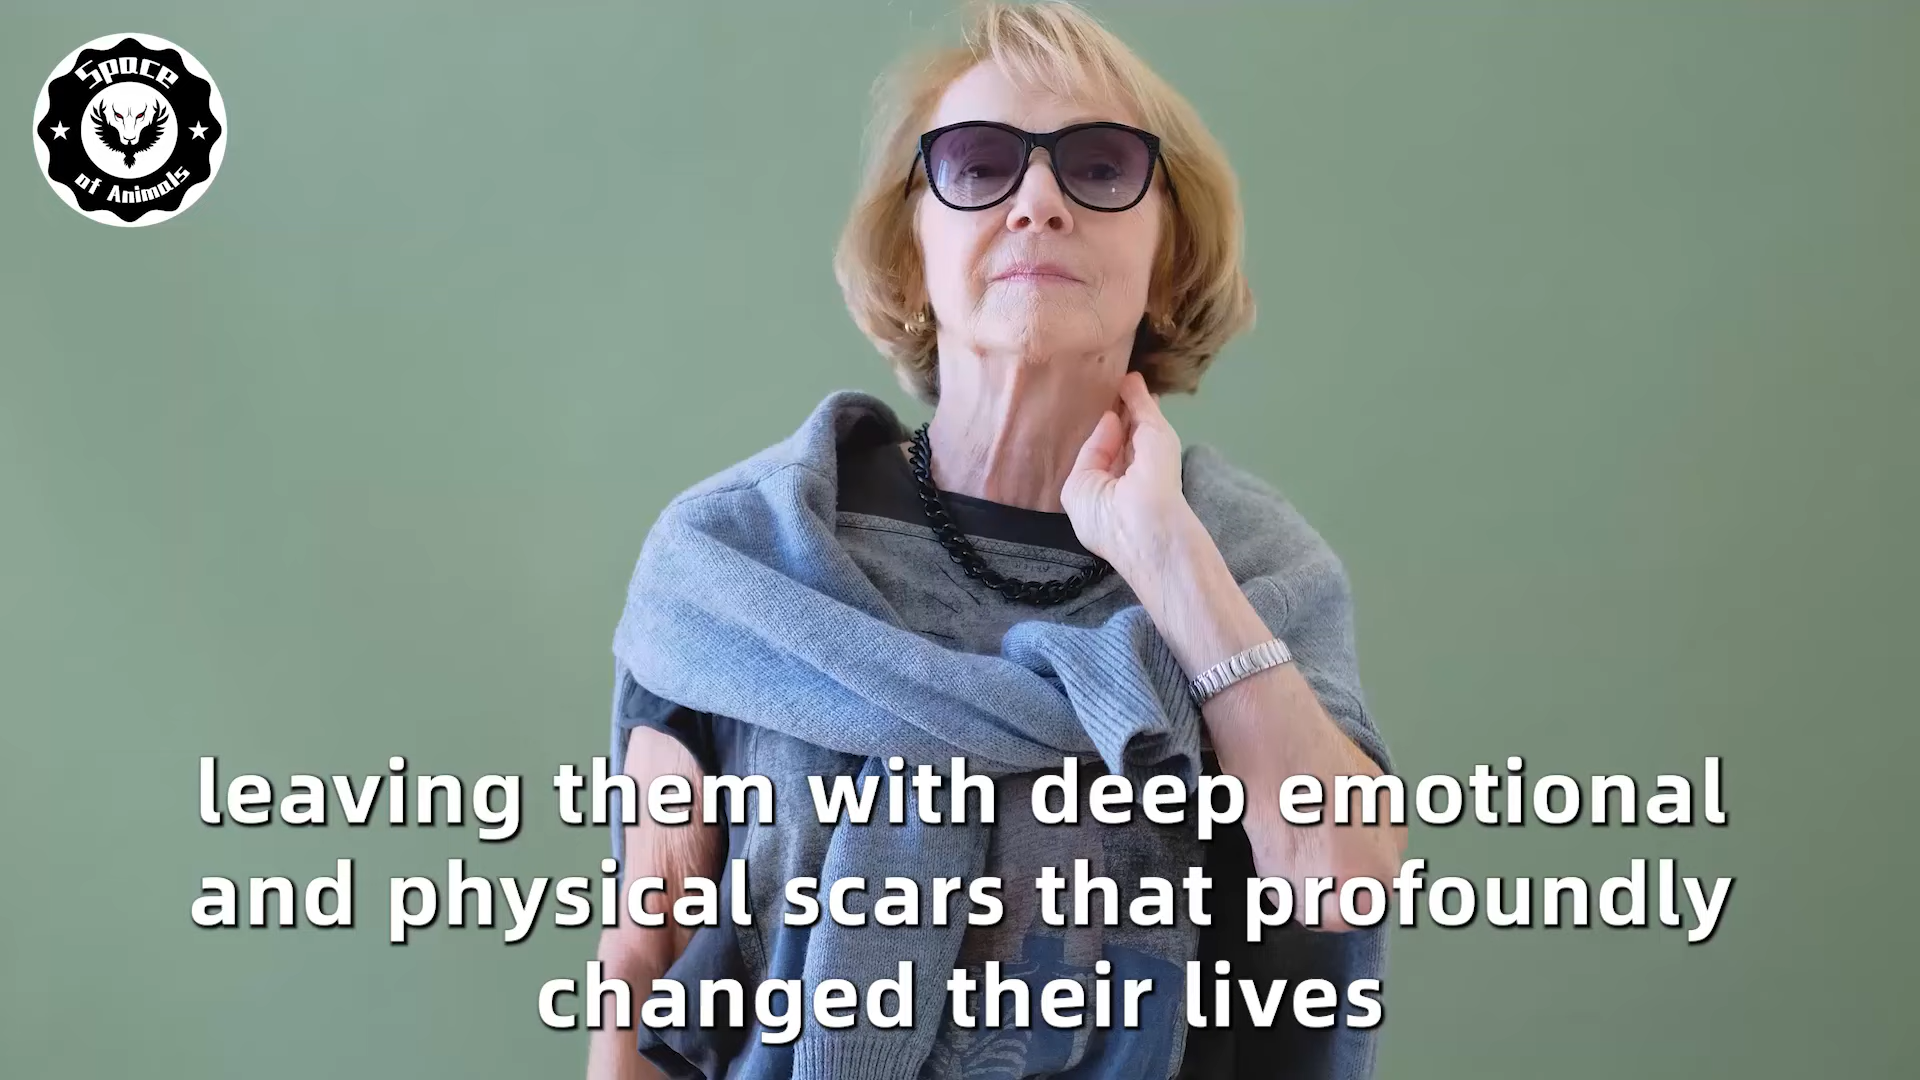 Space
of Animals
leaving them with deep emotional
and physical scars that profoundly
changed their lives